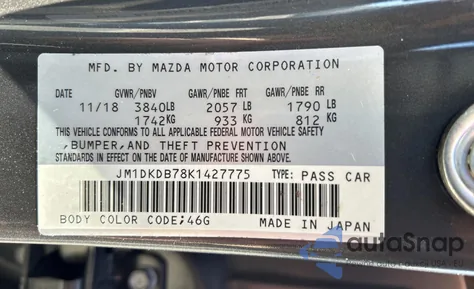 MFD. BY MAZDA MOTOR CORPORATION
DATE GVWR/PNBV GAWR/PNBE FR GAWR/PNBE RR
11/18 3840LB 2057 LB 1790 LB
1742KG 933 KG 812 KG
THIS VEHICLE CONFORMS TO ALL APPLICABLE FEDERAL MOTOR VEHICLE SAFETY
,BUMPER,AND THEFT PREVENTION
STANDARDS IN EFFECT ON THE DATE OF MANUFACTURE SHOWN ABOVE.
JM1DKDB78K1427775 TYPE: PASS CAR
BODY COLOR CODE;46G MADE IN JAPAN
autoSnap